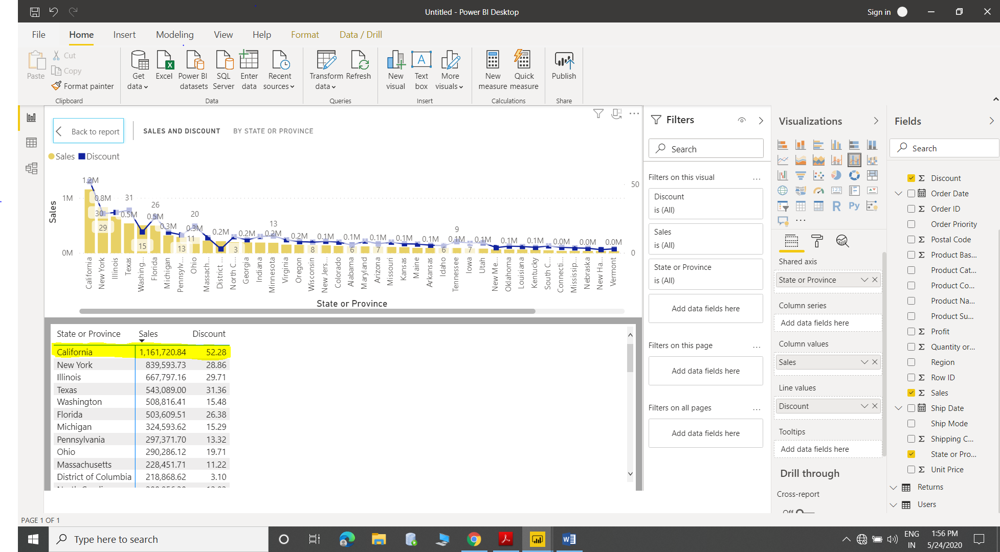 Untitled - Power BI Desktop
Sign in
File Home Insert Modeling View Help Format Data / Drill
Paste
Cut
Copy
Format painter
Clipboard
Get data
Excel
Power BI datasets
SQL Server
Enter data
Recent sources
Data
Transform data
Refresh
Queries
New visual
Text box
More visuals
Insert
New measure
Quick measure
Calculations
Publish
Share
Back to report
SALES AND DISCOUNT BY STATE OR PROVINCE
Sales Discount
Sales
1M
0M
50
0
1.2M
0.8M
31
30
0.5M
26
0.5M
29
0.3M
20
0.3M
11
15
13
0.2M
0.2M
3
13
0.2M
0.2M
8
0.1M
0.1M
6
0.1M
7
0.1M
0.1M
6
9
0.1M
7
0.1M
0.1M
0.1M
0.0M
0.0M
0.0M
California
New York
Illinois
Texas
Washing...
Florida
Michigan
Pennsylv...
Ohio
Massach...
District ...
North C...
Georgia
Indiana
Minnesota
Virginia
Oregon
Wisconsin
New Jers...
Colorado
Alabama
Maryland
Arizona
Missouri
Kansas
Maine
Arkansas
Idaho
Tennessee
Iowa
Utah
New Me...
Oklahoma
Louisiana
Kentucky
South C...
Connecti...
Mississip...
Nebraska
New Ha...
Vermont
State or Province
State or Province Sales Discount
California 1,161,720.84 52.28
New York 839,593.73 28.86
Illinois 667,797.16 29.71
Texas 543,089.00 31.36
Washington 508,816.41 15.48
Florida 503,609.51 26.38
Michigan 324,593.62 15.29
Pennsylvania 297,371.70 13.32
Ohio 290,286.12 19.71
Massachusetts 228,451.71 11.22
District of Columbia 218,868.62 3.10
Filters
Search
Filters on this visual
...
Discount
is (All)
Sales
is (All)
State or Province
is (All)
Add data fields here
Filters on this page
...
Add data fields here
Filters on all pages
...
Add data fields here
Visualizations
123
R
Py
...
Shared axis
State or Province
Column series
Add data fields here
Column values
Sales
Line values
Discount
Tooltips
Add data fields here
Drill through
Cross-report
Off
Fields
Search
Σ Discount
Order Date
Σ Order ID
Order Priority
Σ Postal Code
Σ Product Bas...
Product Cat...
Product Co...
Product Na...
Product Su...
Σ Profit
Σ Quantity or...
Region
Σ Row ID
Σ Sales
Ship Date
Ship Mode
Σ Shipping C...
State or Pro...
Σ Unit Price
Returns
Users
PAGE 1 OF 1
Type here to search
ENG
IN
1:56 PM
5/24/2020